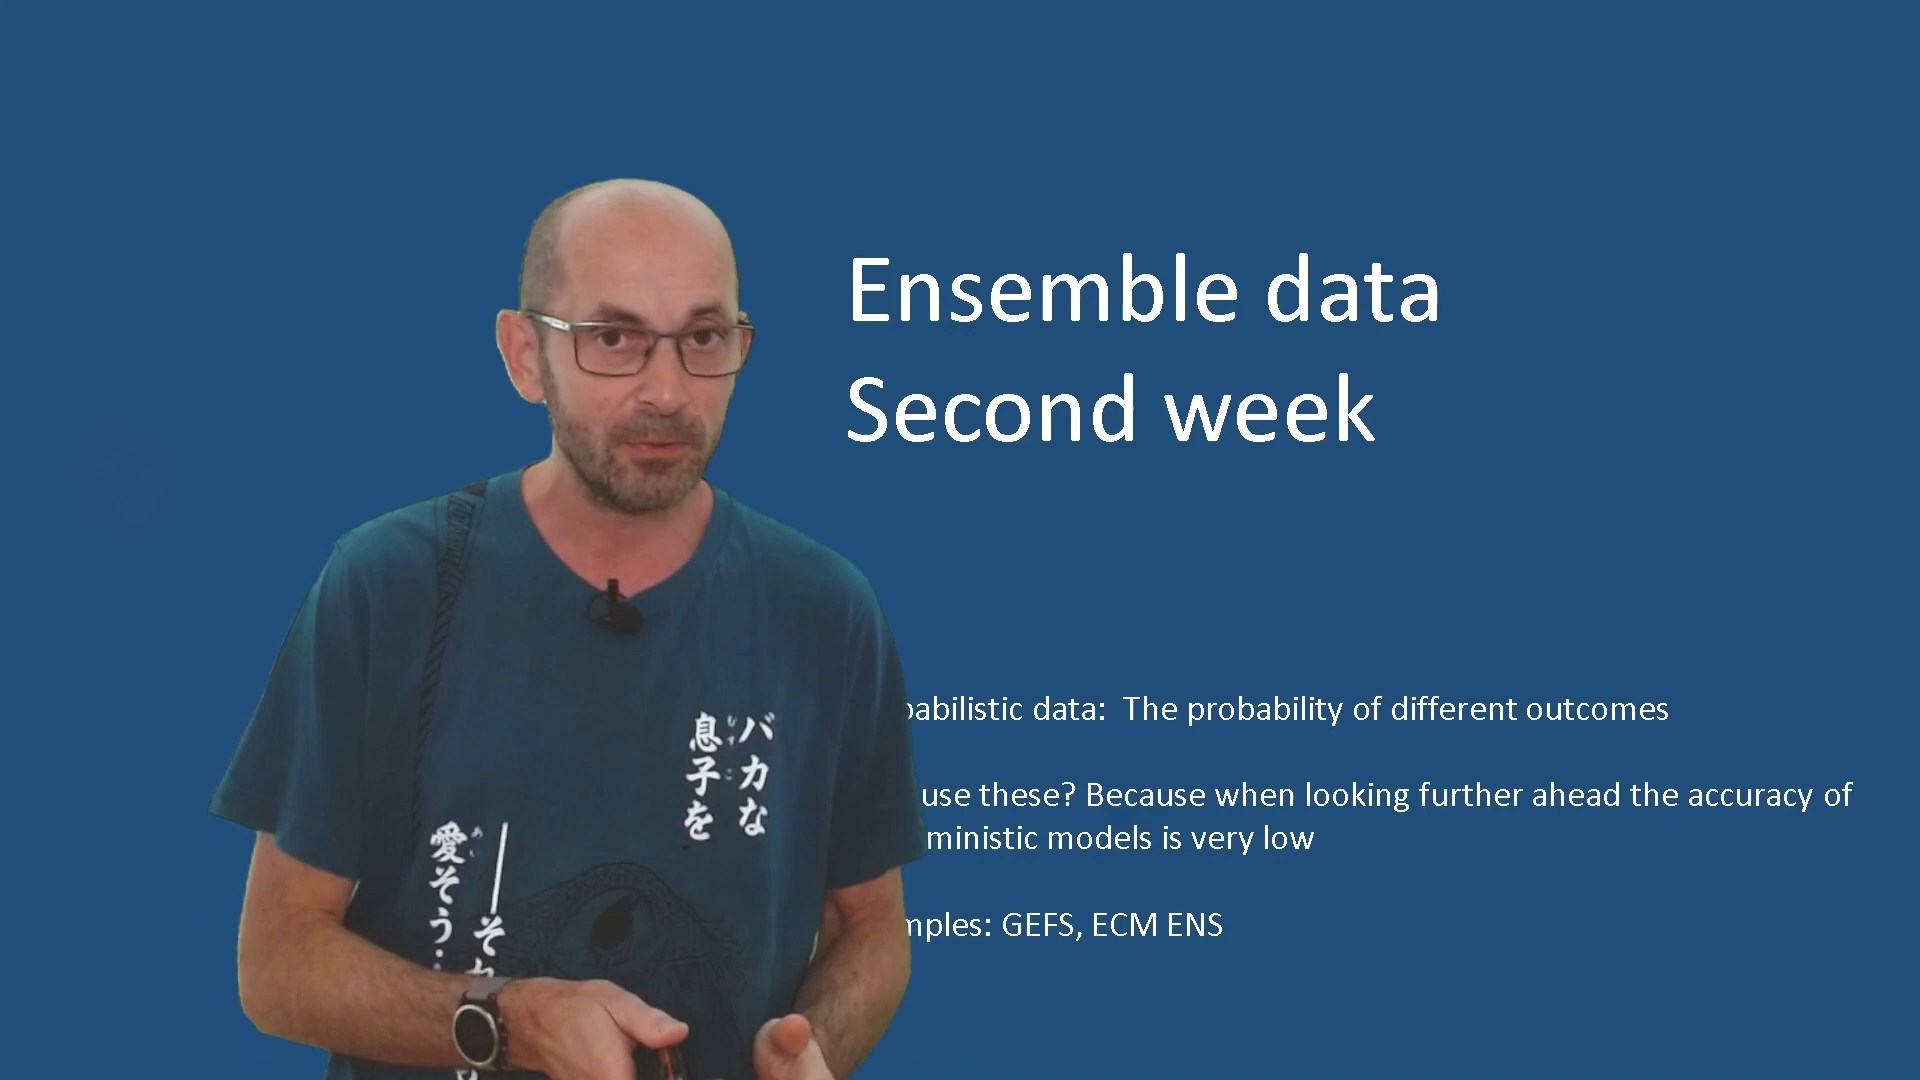 Ensemble data
Second week
babilistic data:  The probability of different outcomes
use these? Because when looking further ahead the accuracy of
ministic models is very low
mples: GEFS, ECM ENS
バカな
息子を
愛そう‥